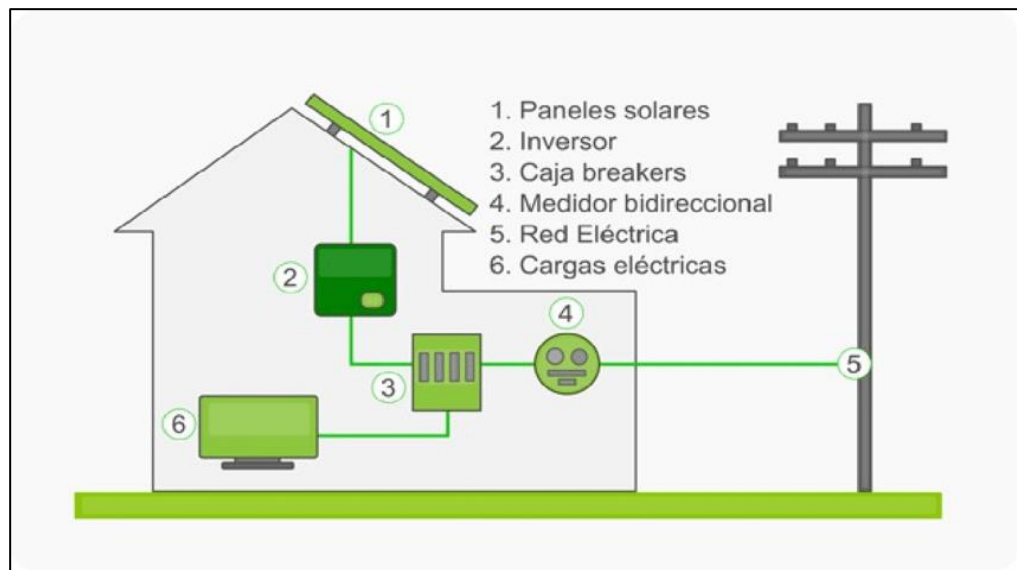 1. Paneles solares
2. Inversor
3. Caja breakers
4. Medidor bidireccional
5. Red Eléctrica
6. Cargas eléctricas
1
2
4
3
5
6